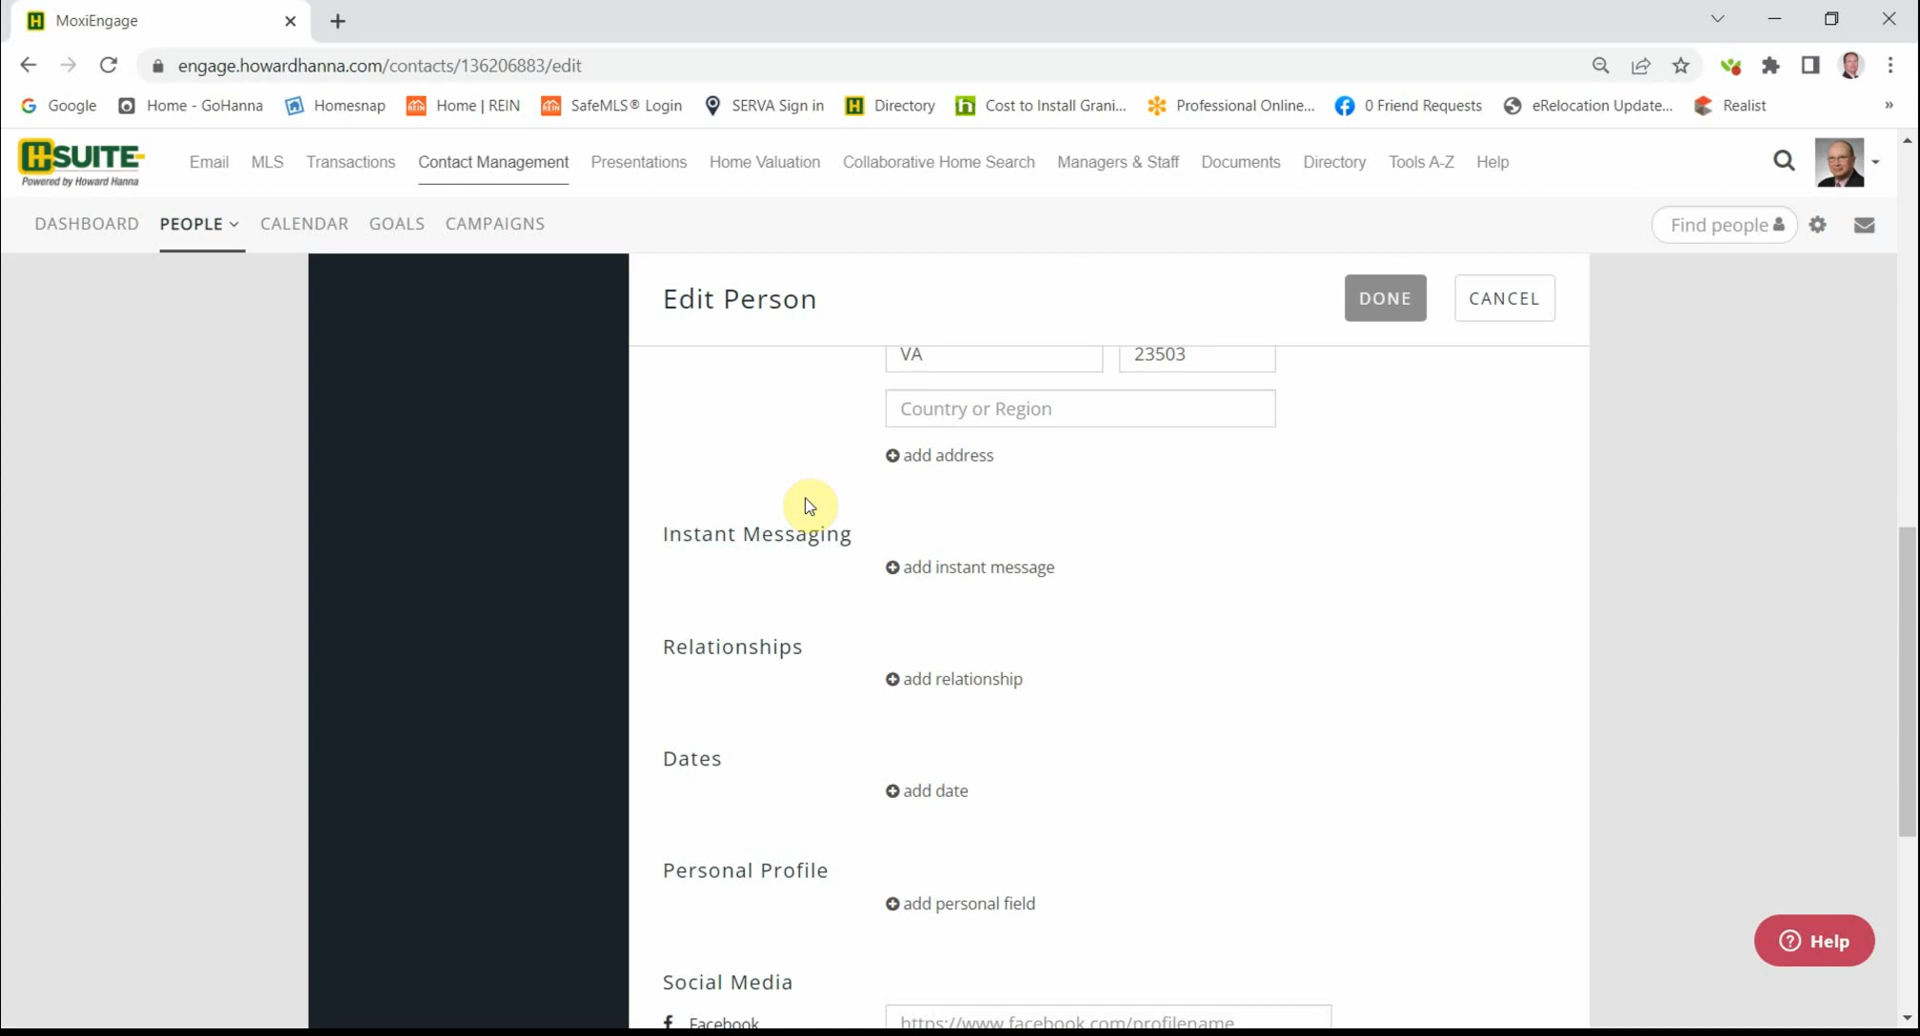 MoxiEngage
engage.howardhanna.com/contacts/136206883/edit
Google Home - GoHanna Homesnap Home | REIN SafeMLS® Login SERVA Sign in Directory Cost to Install Grani... Professional Online... 0 Friend Requests eRelocation Update... Realist »
H SUITE
Powered by Howard Hanna
Email MLS Transactions Contact Management Presentations Home Valuation Collaborative Home Search Managers & Staff Documents Directory Tools A-Z Help
DASHBOARD PEOPLE CALENDAR GOALS CAMPAIGNS Find people
Edit Person DONE CANCEL
VA 23503
Country or Region
add address
Instant Messaging
add instant message
Relationships
add relationship
Dates
add date
Personal Profile
add personal field
Help
Social Media
Facebook https://www.facebook.com/profilename